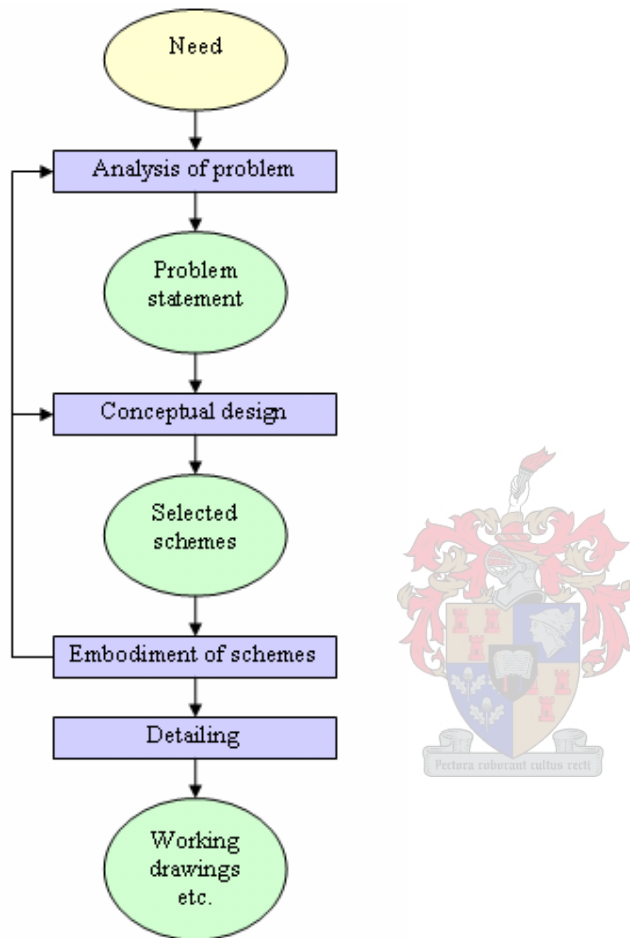 Need
Analysis of problem
Problem
statement
Conceptual design
Selected
schemes
Embodiment of schemes
Detailing
Working
drawings
etc.
Pectora roborant cultus recti